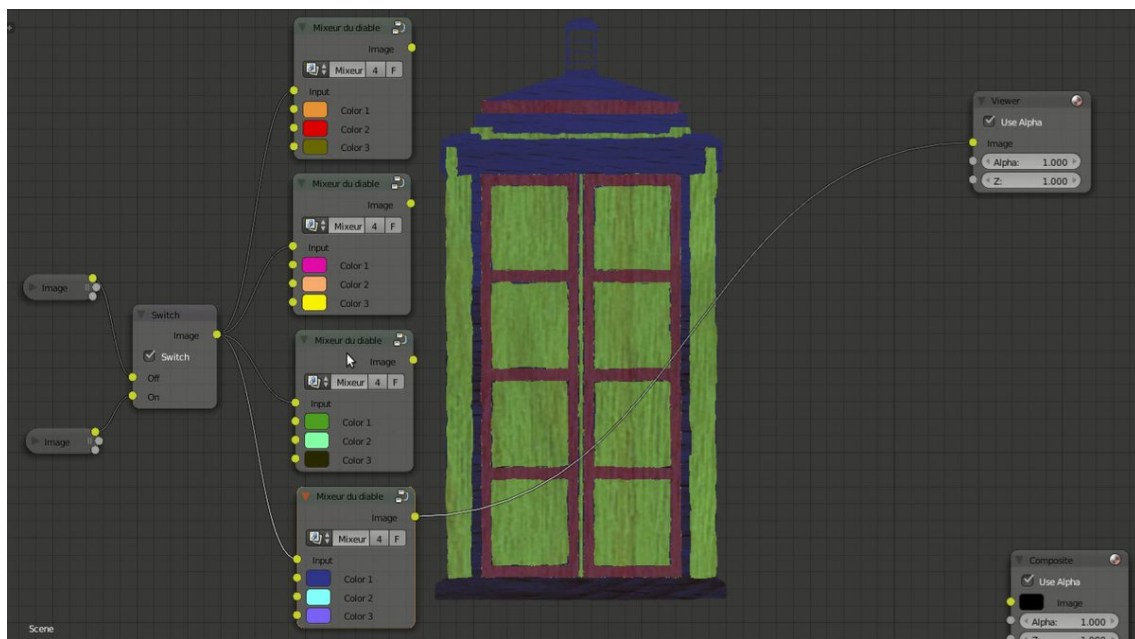 Mixeur du diable
Image
Mixeur 4 F
Input
Color 1
Color 2
Color 3
Mixeur du diable
Image
Mixeur 4 F
Input
Color 1
Color 2
Color 3
Mixeur du diable
Image
Mixeur 4 F
Input
Color 1
Color 2
Color 3
Mixeur du diable
Image
Mixeur 4 F
Input
Color 1
Color 2
Color 3
Image
Switch
Image
Switch
Off
On
Image
Viewer
Use Alpha
Image
Alpha: 1.000
Z: 1.000
Composite
Use Alpha
Image
Alpha: 1.000
Z: 1.000
Scene